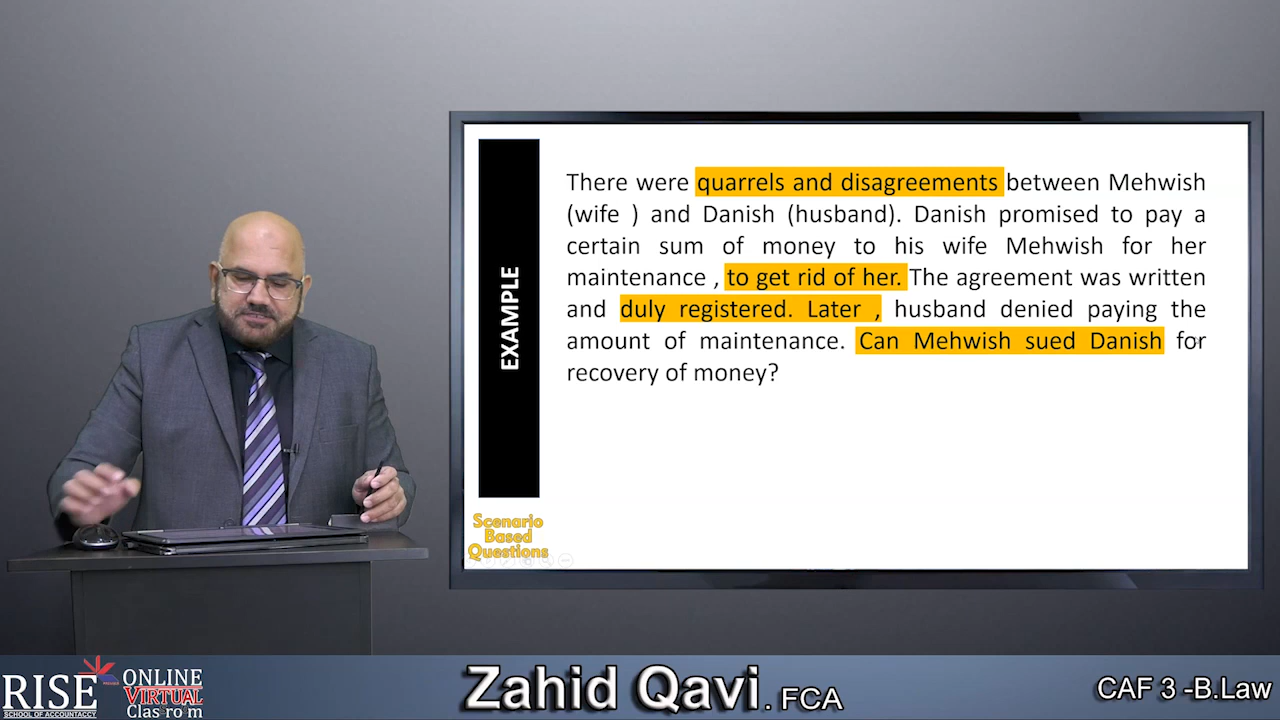 There were quarrels and disagreements between Mehwish
(wife ) and Danish (husband). Danish promised to pay a
certain sum of money to his wife Mehwish for her
maintenance , to get rid of her. The agreement was written
and duly registered. Later , husband denied paying the
amount of maintenance. Can Mehwish sued Danish for
recovery of money?
EXAMPLE
Scenario
Based
Questions
RISE
SCHOOL OF ACCOUNTACY
ONLINE
VIRTUAL
Zahid Qavi. FCA
CAF 3 -B.Law